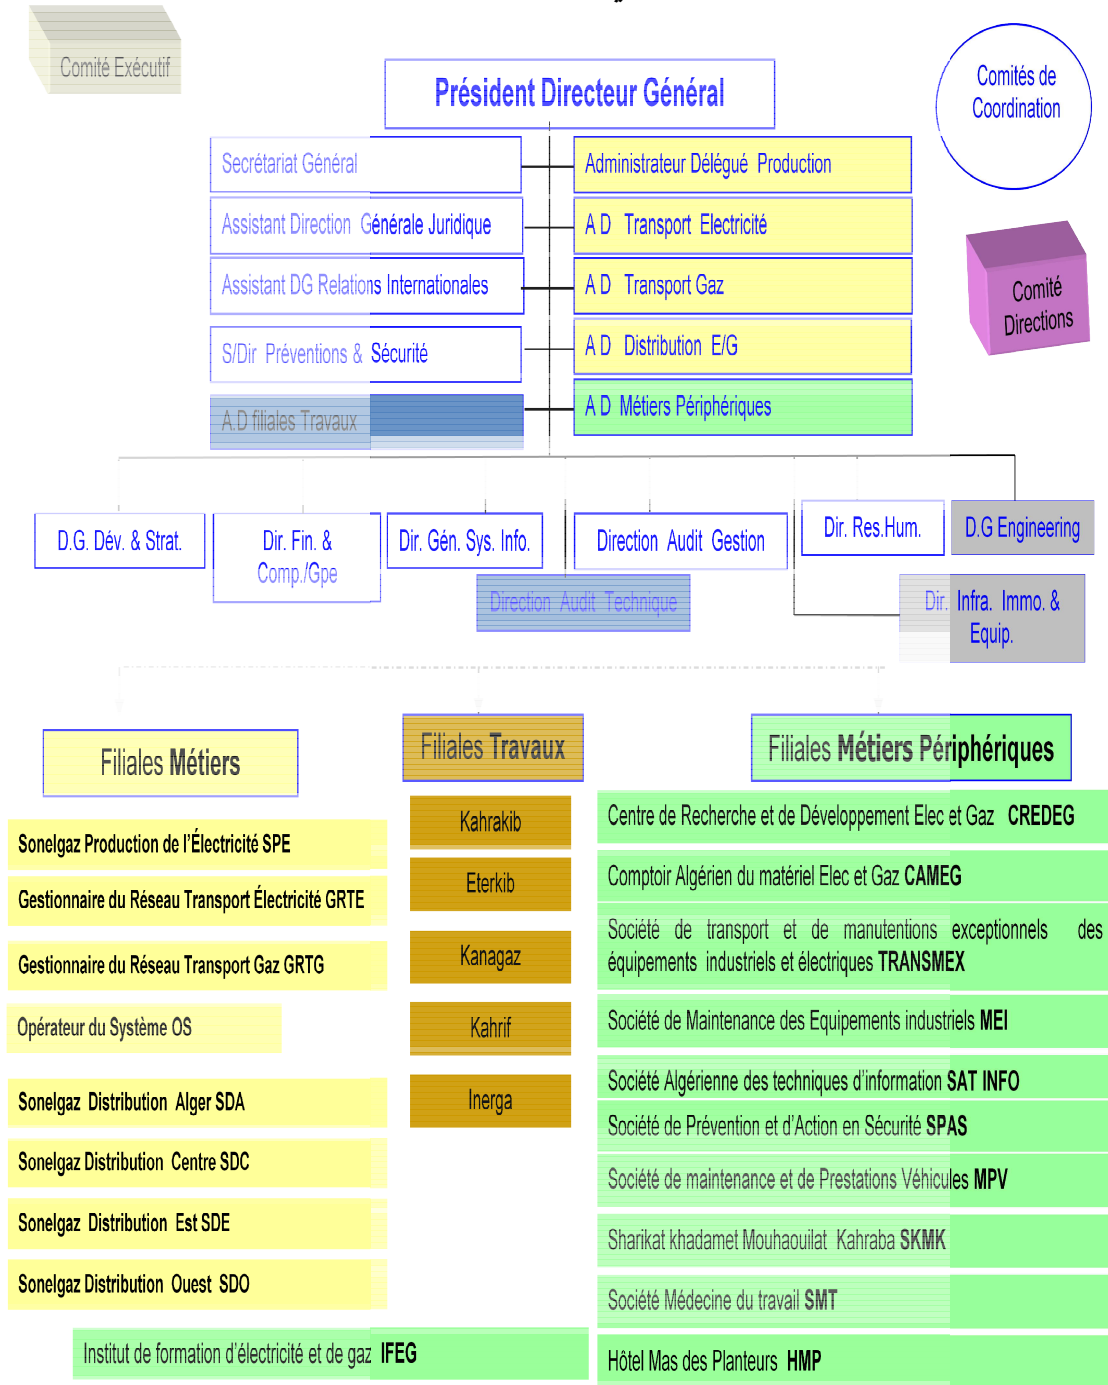 Comité Exécutif
Comités de
Coordination
Président Directeur Général
Secrétariat Général
Administrateur Délégué Production
Assistant Direction Générale Juridique
A D Transport Electricité
Assistant DG Relations Internationales
A D Transport Gaz
Comité
Directions
S/Dir Préventions & Sécurité
A D Distribution E/G
A.D filiales Travaux
A D Métiers Périphériques
D.G. Dév. & Strat.
Dir. Fin. &
Comp./Gpe
Dir. Gén. Sys. Info.
Direction Audit Gestion
Dir. Res.Hum.
D.G Engineering
Direction Audit Technique
Dir. Infra. Immo. &
Equip.
Filiales Métiers
Sonelgaz Production de l'Électricité SPE
Gestionnaire du Réseau Transport Électricité GRTE
Gestionnaire du Réseau Transport Gaz GRTG
Opérateur du Système OS
Sonelgaz Distribution Alger SDA
Sonelgaz Distribution Centre SDC
Sonelgaz Distribution Est SDE
Sonelgaz Distribution Ouest SDO
Filiales Travaux
Kahrakib
Eterkib
Kanagaz
Kahrif
Inerga
Filiales Métiers Périphériques
Centre de Recherche et de Développement Elec et Gaz CREDEG
Comptoir Algérien du matériel Elec et Gaz CAMEG
Société de transport et de manutentions exceptionnels des
équipements industriels et électriques TRANSMEX
Société de Maintenance des Equipements industriels MEI
Société Algérienne des techniques d'information SAT INFO
Société de Prévention et d'Action en Sécurité SPAS
Société de maintenance et de Prestations Véhicules MPV
Sharikat khadamet Mouhaouilat Kahraba SKMK
Société Médecine du travail SMT
Hôtel Mas des Planteurs HMP
Institut de formation d'électricité et de gaz IFEG